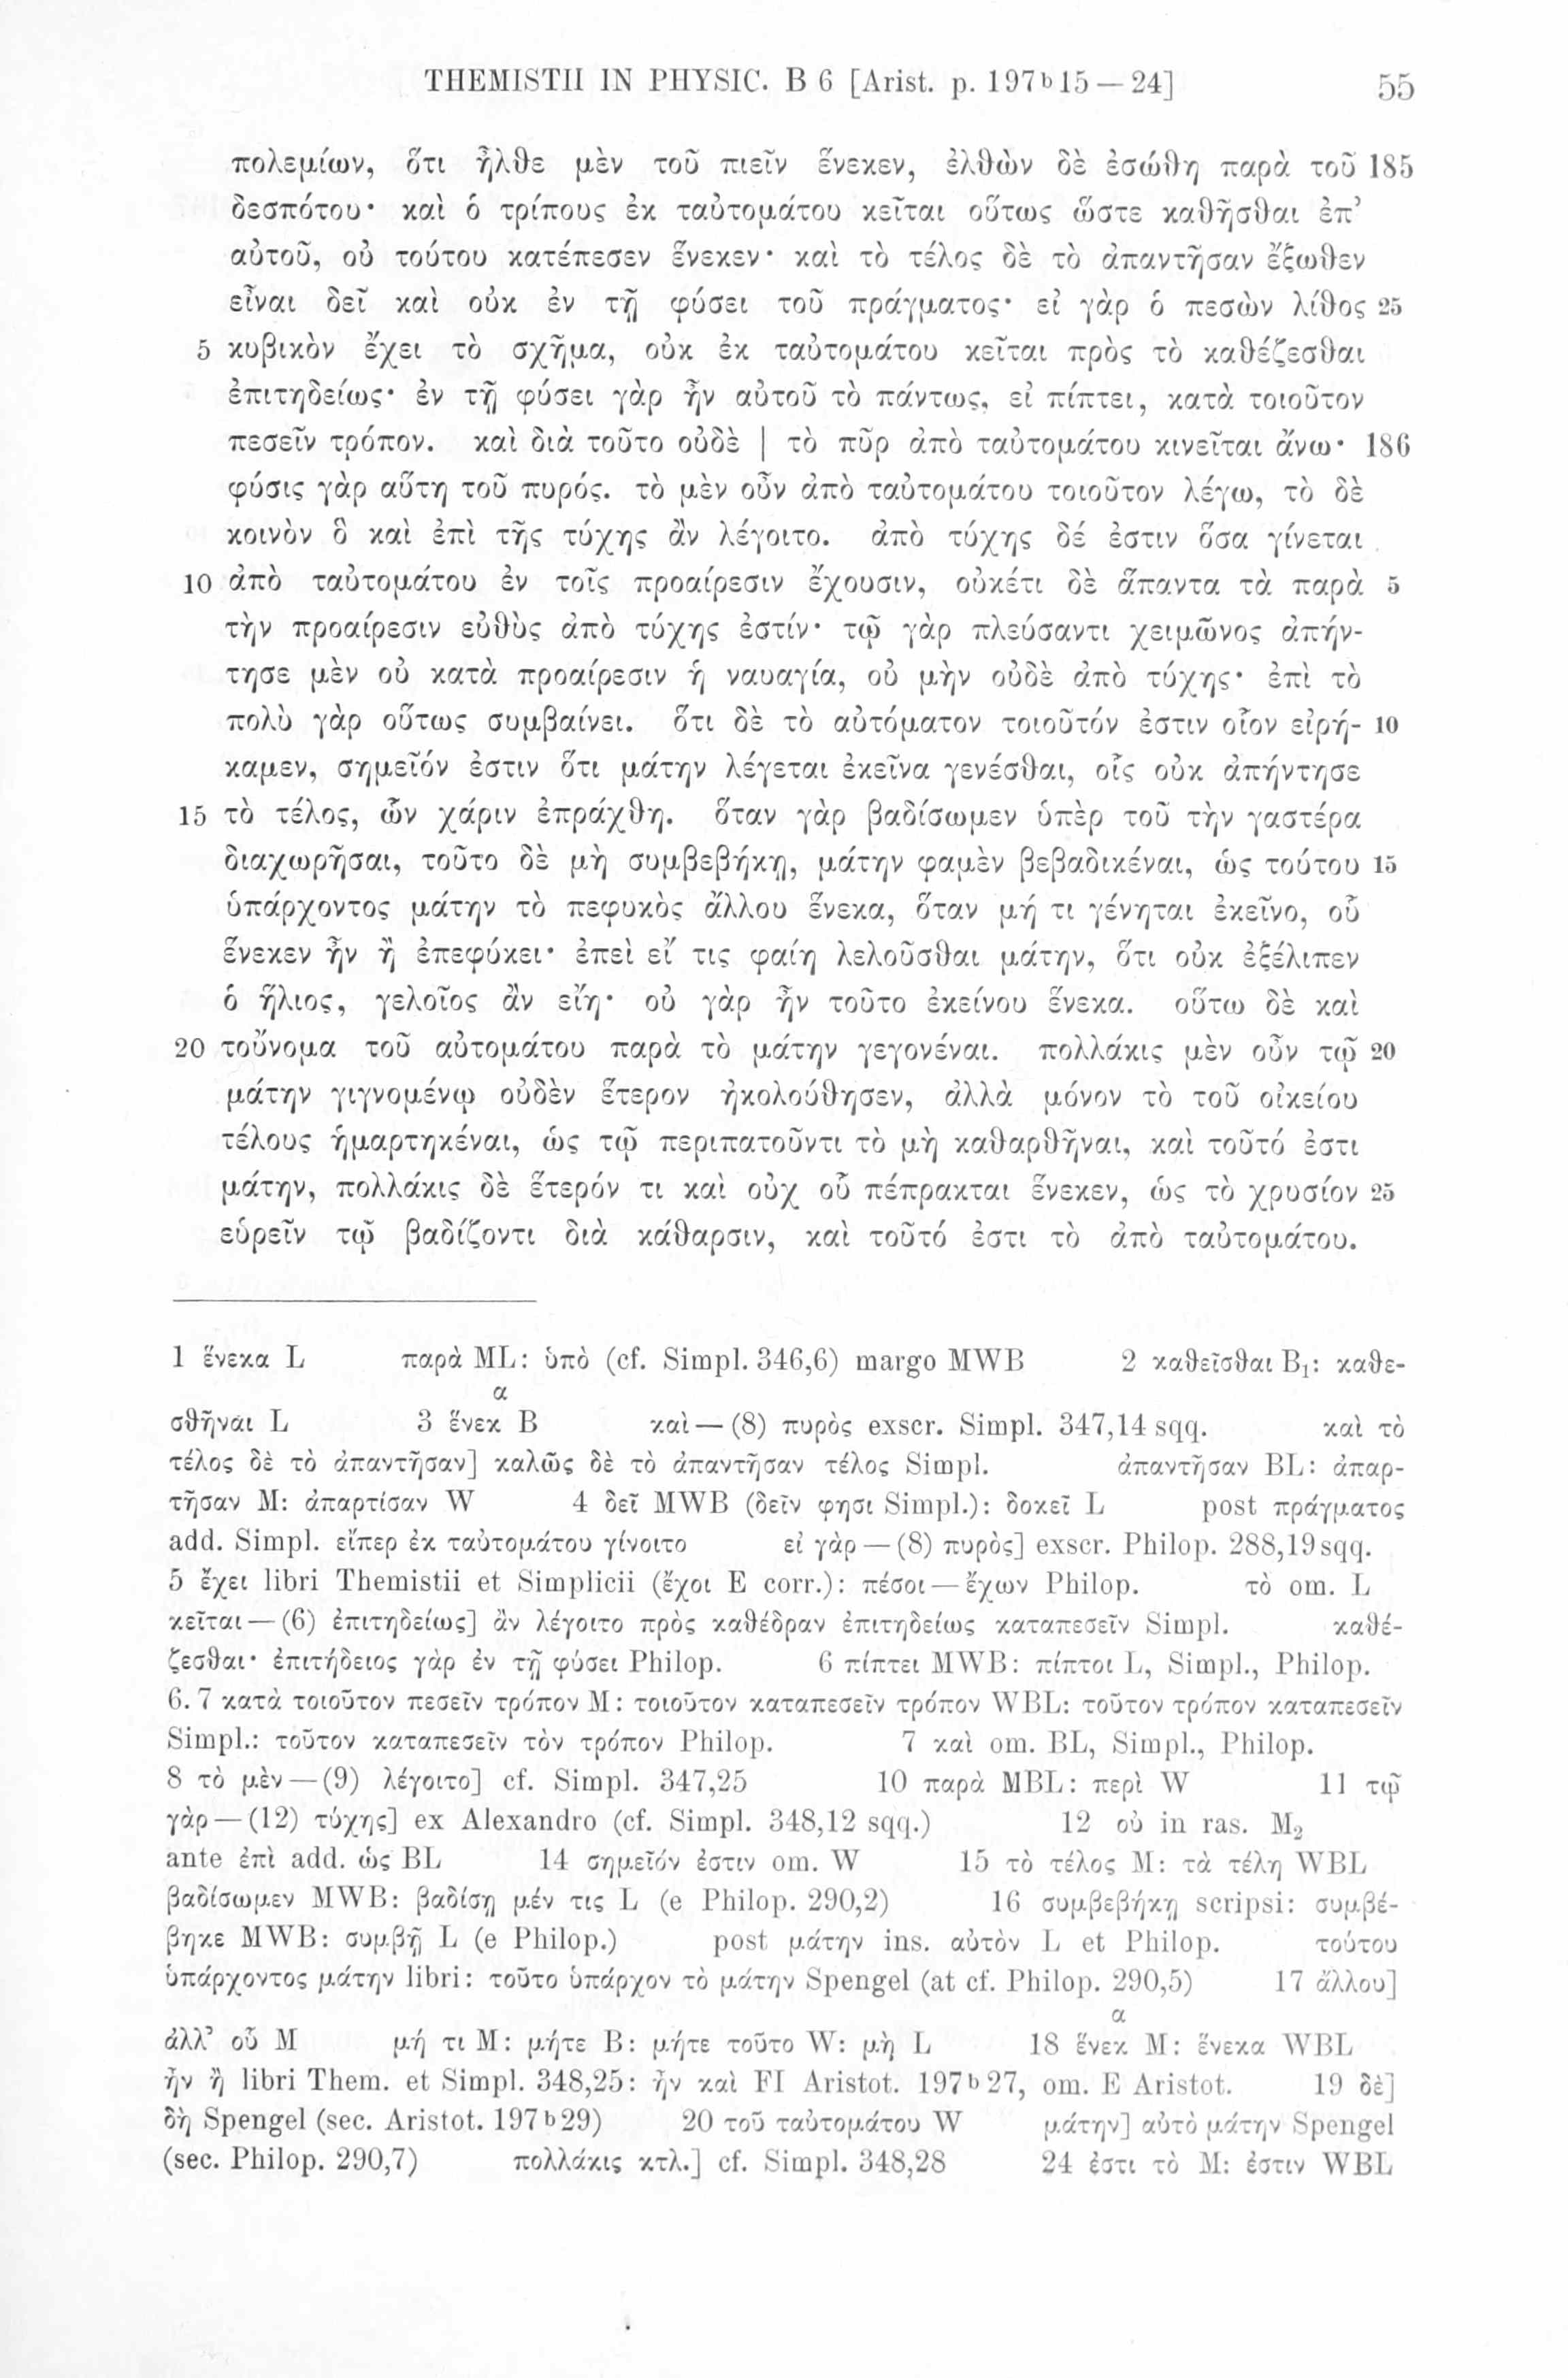 THEMISTII IN PHYSIC. B 6 [Arist. p. 197ᵇ15 — 24] 55
πολεμίων, ὅτι ἦλθε μὲν τοῦ πιεῖν ἕνεκεν, ἐλθὼν δὲ ἐσώθη παρὰ τοῦ 185
δεσπότου· καὶ ὁ τρίπους ἐκ ταὐτομάτου κεῖται οὕτως ὥστε καθῆσθαι ἐπ’
αὐτοῦ, οὐ τούτου κατέπεσεν ἕνεκεν· καὶ τὸ τέλος δὲ τὸ ἀπαντῆσαν ἔξωθεν
εἶναι δεῖ καὶ οὐκ ἐν τῇ φύσει τοῦ πράγματος· εἰ γὰρ ὁ πεσὼν λίθος 25
5 κυβικὸν ἔχει τὸ σχῆμα, οὐκ ἐκ ταὐτομάτου κεῖται πρὸς τὸ καθέζεσθαι
ἐπιτηδείως· ἐν τῇ φύσει γὰρ ἦν αὐτοῦ τὸ πάντως, εἰ πίπτει, κατὰ τοιοῦτον
πεσεῖν τρόπον. καὶ διὰ τοῦτο οὐδὲ | τὸ πῦρ ἀπὸ ταὐτομάτου κινεῖται ἄνω· 186
φύσις γὰρ αὕτη τοῦ πυρός. τὸ μὲν οὖν ἀπὸ ταὐτομάτου τοιοῦτον λέγω, τὸ δὲ
κοινὸν ὃ καὶ ἐπὶ τῆς τύχης ἂν λέγοιτο. ἀπὸ τύχης δέ ἐστιν ὅσα γίνεται
10 ἀπὸ ταὐτομάτου ἐν τοῖς προαίρεσιν ἔχουσιν, οὐκέτι δὲ ἅπαντα τὰ παρὰ 5
τὴν προαίρεσιν εὐθὺς ἀπὸ τύχης ἐστίν· τῷ γὰρ πλεύσαντι χειμῶνος ἀπήν-
τησε μὲν οὐ κατὰ προαίρεσιν ἡ ναυαγία, οὐ μὴν οὐδὲ ἀπὸ τύχης· ἐπὶ τὸ
πολὺ γὰρ οὕτως συμβαίνει. ὅτι δὲ τὸ αὐτόματον τοιοῦτόν ἐστιν οἷον εἰρή- 10
καμεν, σημεῖόν ἐστιν ὅτι μάτην λέγεται ἐκεῖνα γενέσθαι, οἷς οὐκ ἀπήντησε
15 τὸ τέλος, ὧν χάριν ἐπράχθη. ὅταν γὰρ βαδίσωμεν ὑπὲρ τοῦ τὴν γαστέρα
διαχωρῆσαι, τοῦτο δὲ μὴ συμβεβήκῃ, μάτην φαμὲν βεβαδικέναι, ὡς τούτου 15
ὑπάρχοντος μάτην τὸ πεφυκὸς ἄλλου ἕνεκα, ὅταν μή τι γένηται ἐκεῖνο, οὗ
ἕνεκεν ἦν ἢ ἐπεφύκει· ἐπεὶ εἴ τις φαίη λελοῦσθαι μάτην, ὅτι οὐκ ἐξέλιπεν
ὁ ἥλιος, γελοῖος ἂν εἴη· οὐ γὰρ ἦν τοῦτο ἐκείνου ἕνεκα. οὕτω δὲ καὶ
20 τοὔνομα τοῦ αὐτομάτου παρὰ τὸ μάτην γεγονέναι. πολλάκις μὲν οὖν τῷ 20
μάτην γιγνομένῳ οὐδὲν ἕτερον ἠκολούθησεν, ἀλλὰ μόνον τὸ τοῦ οἰκείου
τέλους ἡμαρτηκέναι, ὡς τῷ περιπατοῦντι τὸ μὴ καθαρθῆναι, καὶ τοῦτό ἐστι
μάτην, πολλάκις δὲ ἕτερόν τι καὶ οὐχ οὗ πέπρακται ἕνεκεν, ὡς τὸ χρυσίον 25
εὑρεῖν τῷ βαδίζοντι διὰ κάθαρσιν, καὶ τοῦτό ἐστι τὸ ἀπὸ ταὐτομάτου.
1 ἕνεκα L παρὰ ML: ὑπὸ (cf. Simpl. 346,6) margo MWB 2 καθεῖσθαι B₁: καθε-
α
σθῆναι L 3 ἕνεκ B καὶ — (8) πυρὸς exscr. Simpl. 347,14 sqq. καὶ τὸ
τέλος δὲ τὸ ἀπαντῆσαν] καλῶς δὲ τὸ ἀπαντῆσαν τέλος Simpl. ἀπαντῆσαν BL: ἀπαρ-
τῆσαν M: ἀπαρτίσαν W 4 δεῖ MWB (δεῖν φησι Simpl.): δοκεῖ L post πράγματος
add. Simpl. εἴπερ ἐκ ταὐτομάτου γίνοιτο εἰ γὰρ — (8) πυρὸς] exscr. Philop. 288,19 sqq.
5 ἔχει libri Themistii et Simplicii (ἔχοι E corr.): πέσοι — ἔχων Philop. τὸ om. L
κεῖται — (6) ἐπιτηδείως] ἂν λέγοιτο πρὸς καθέδραν ἐπιτηδείως καταπεσεῖν Simpl. καθέ-
ζεσθαι· ἐπιτήδειος γὰρ ἐν τῇ φύσει Philop. 6 πίπτει MWB: πίπτοι L, Simpl., Philop.
6. 7 κατὰ τοιοῦτον πεσεῖν τρόπον M: τοιοῦτον καταπεσεῖν τρόπον WBL: τοῦτον τρόπον καταπεσεῖν
Simpl.: τοῦτον καταπεσεῖν τὸν τρόπον Philop. 7 καὶ om. BL, Simpl., Philop.
8 τὸ μὲν — (9) λέγοιτο] cf. Simpl. 347,25 10 παρὰ MBL: περὶ W 11 τῷ
γὰρ — (12) τύχης] ex Alexandro (cf. Simpl. 348,12 sqq.) 12 οὐ in ras. M₂
ante ἐπὶ add. ὡς BL 14 σημεῖόν ἐστιν om. W 15 τὸ τέλος M: τὰ τέλη WBL
βαδίσωμεν MWB: βαδίσῃ μέν τις L (e Philop. 290,2) 16 συμβεβήκῃ scripsi: συμβέ-
βηκε MWB: συμβῇ L (e Philop.) post μάτην ins. αὐτὸν L et Philop. τούτου
ὑπάρχοντος μάτην libri: τοῦτο ὑπάρχον τὸ μάτην Spengel (at cf. Philop. 290,5) 17 ἄλλου]
α
ἀλλ’ οὗ M μή τι M: μήτε B: μήτε τοῦτο W: μὴ L 18 ἕνεκ M: ἕνεκα WBL
ἦν ἢ libri Them. et Simpl. 348,25: ἦν καὶ FI Aristot. 197ᵇ27, om. E Aristot. 19 δὲ]
δὴ Spengel (sec. Aristot. 197ᵇ29) 20 τοῦ ταὐτομάτου W μάτην] αὐτὸ μάτην Spengel
(sec. Philop. 290,7) πολλάκις κτλ.] cf. Simpl. 348,28 24 ἐστι τὸ M: ἐστιν WBL